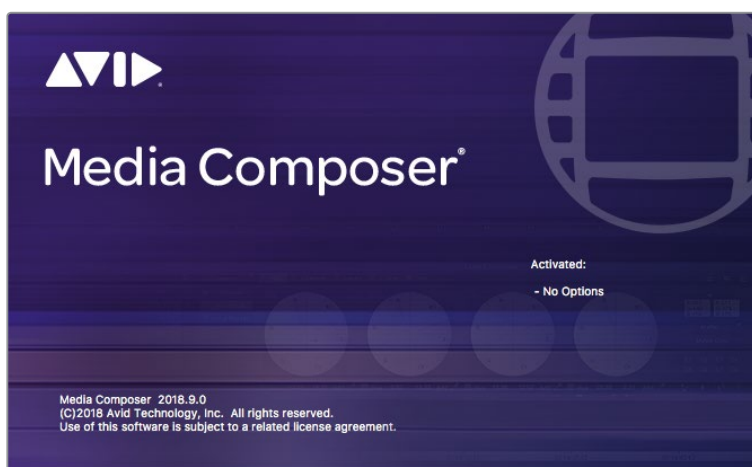 AVID
Media Composer®
Activated:
- No Options
Media Composer 2018.9.0
(C)2018 Avid Technology, Inc. All rights reserved.
Use of this software is subject to a related license agreement.